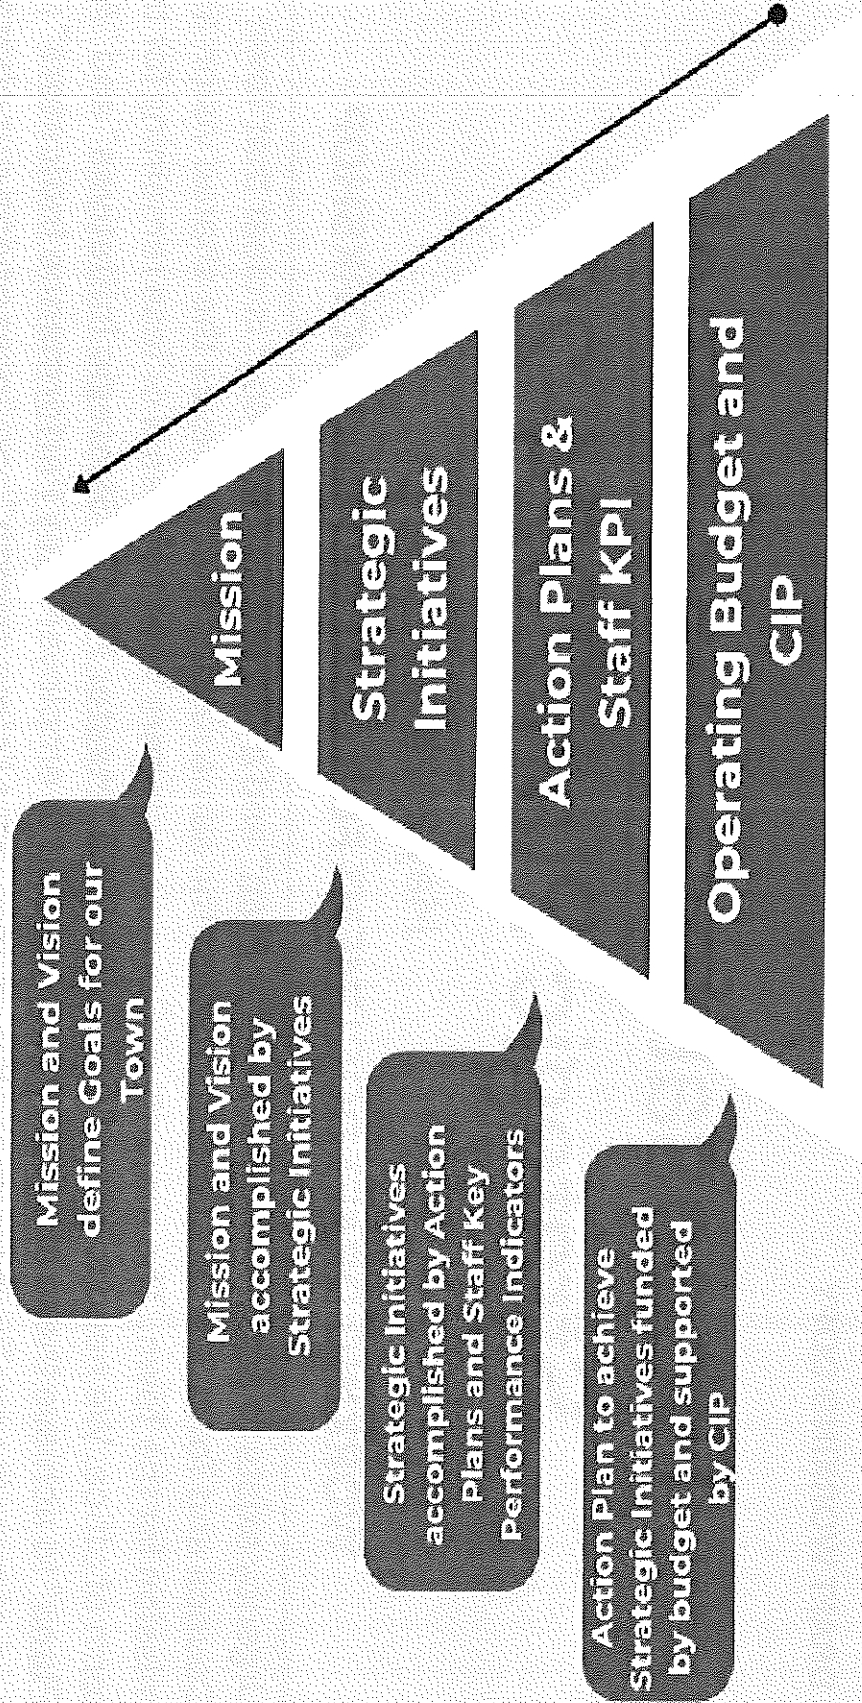 Mission and Vision
define Goals for our
Town
Mission
Mission and Vision
accomplished by
Strategic Initiatives
Strategic
Initiatives
Strategic Initiatives
accomplished by Action
Plans and Staff Key
Performance Indicators
Action Plans &
Staff KPI
Action Plan to achieve
Strategic Initiatives funded
by budget and supported
by CIP
Operating Budget and
CIP